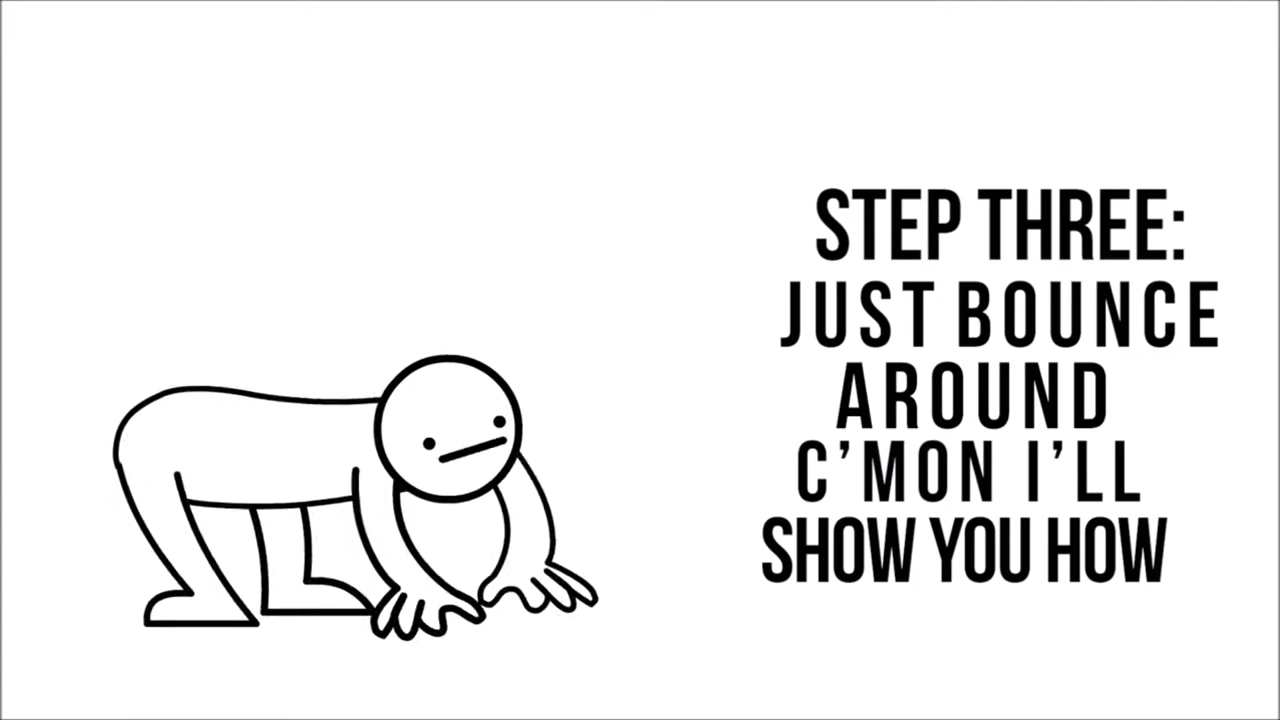 STEP THREE:
JUST BOUNCE
AROUND
C'MON I'LL
SHOW YOU HOW